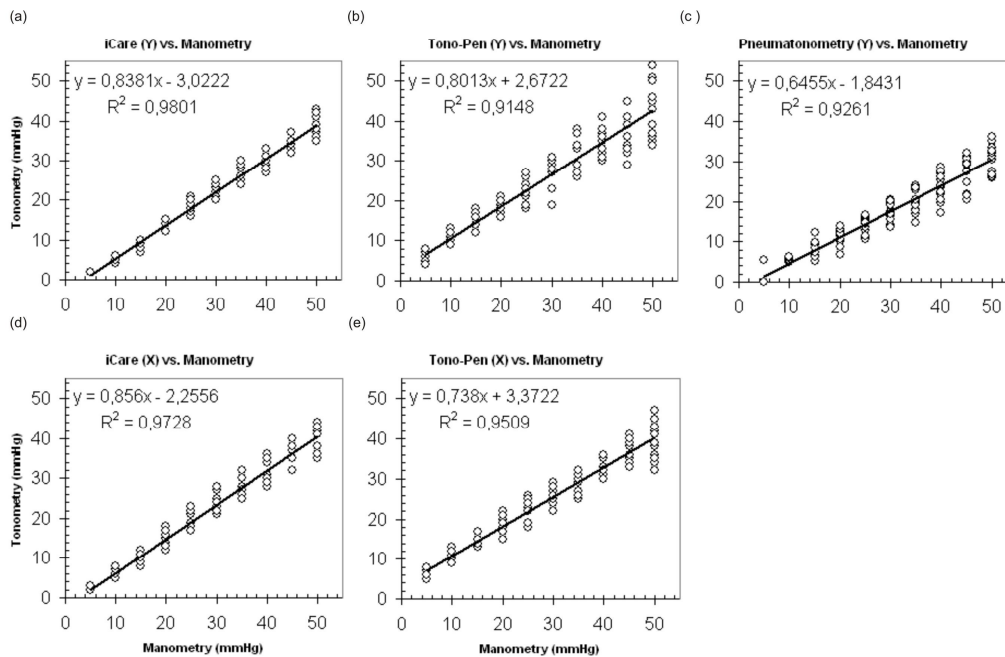 (a)
iCare (Y) vs. Manometry
y = 0,8381x - 3,0222
R² = 0,9801
Tonometry (mmHg)
50
40
30
20
10
0
0 10 20 30 40 50
(b)
Tono-Pen (Y) vs. Manometry
y = 0,8013x + 2,6722
R² = 0,9148
50
40
30
20
10
0
0 10 20 30 40 50
(c )
Pneumatonometry (Y) vs. Manometry
y = 0,6455x - 1,8431
R² = 0,9261
50
40
30
20
10
0
0 10 20 30 40 50
(d)
iCare (X) vs. Manometry
y = 0,856x - 2,2556
R² = 0,9728
Tonometry (mmHg)
50
40
30
20
10
0
0 10 20 30 40 50
Manometry (mmHg)
(e)
Tono-Pen (X) vs. Manometry
y = 0,738x + 3,3722
R² = 0,9509
50
40
30
20
10
0
0 10 20 30 40 50
Manometry (mmHg)